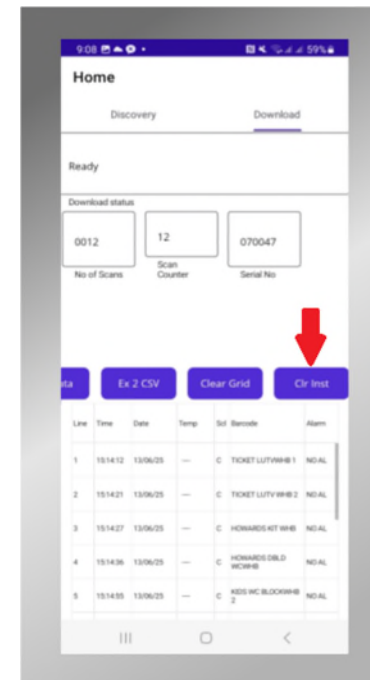 9:08 59%
Home
Discovery Download
Ready
Download status
0012 12 070047
No of Scans Scan Counter Serial No
ata Ex 2 CSV Clear Grid Clr Inst
Line Time Date Temp Scl Barcode Alarm
1 15:14:12 13/06/25 --- C TICKET LUTVWHB 1 NO AL
2 15:14:21 13/06/25 --- C TICKET LUTV WHB 2 NO AL
3 15:14:27 13/06/25 --- C HOWARDS KIT WHB NO AL
4 15:14:36 13/06/25 --- C HOWARDS DBLD WCWHB NO AL
5 15:14:55 13/06/25 --- C KIDS WC BLOCKWHB 2 NO AL